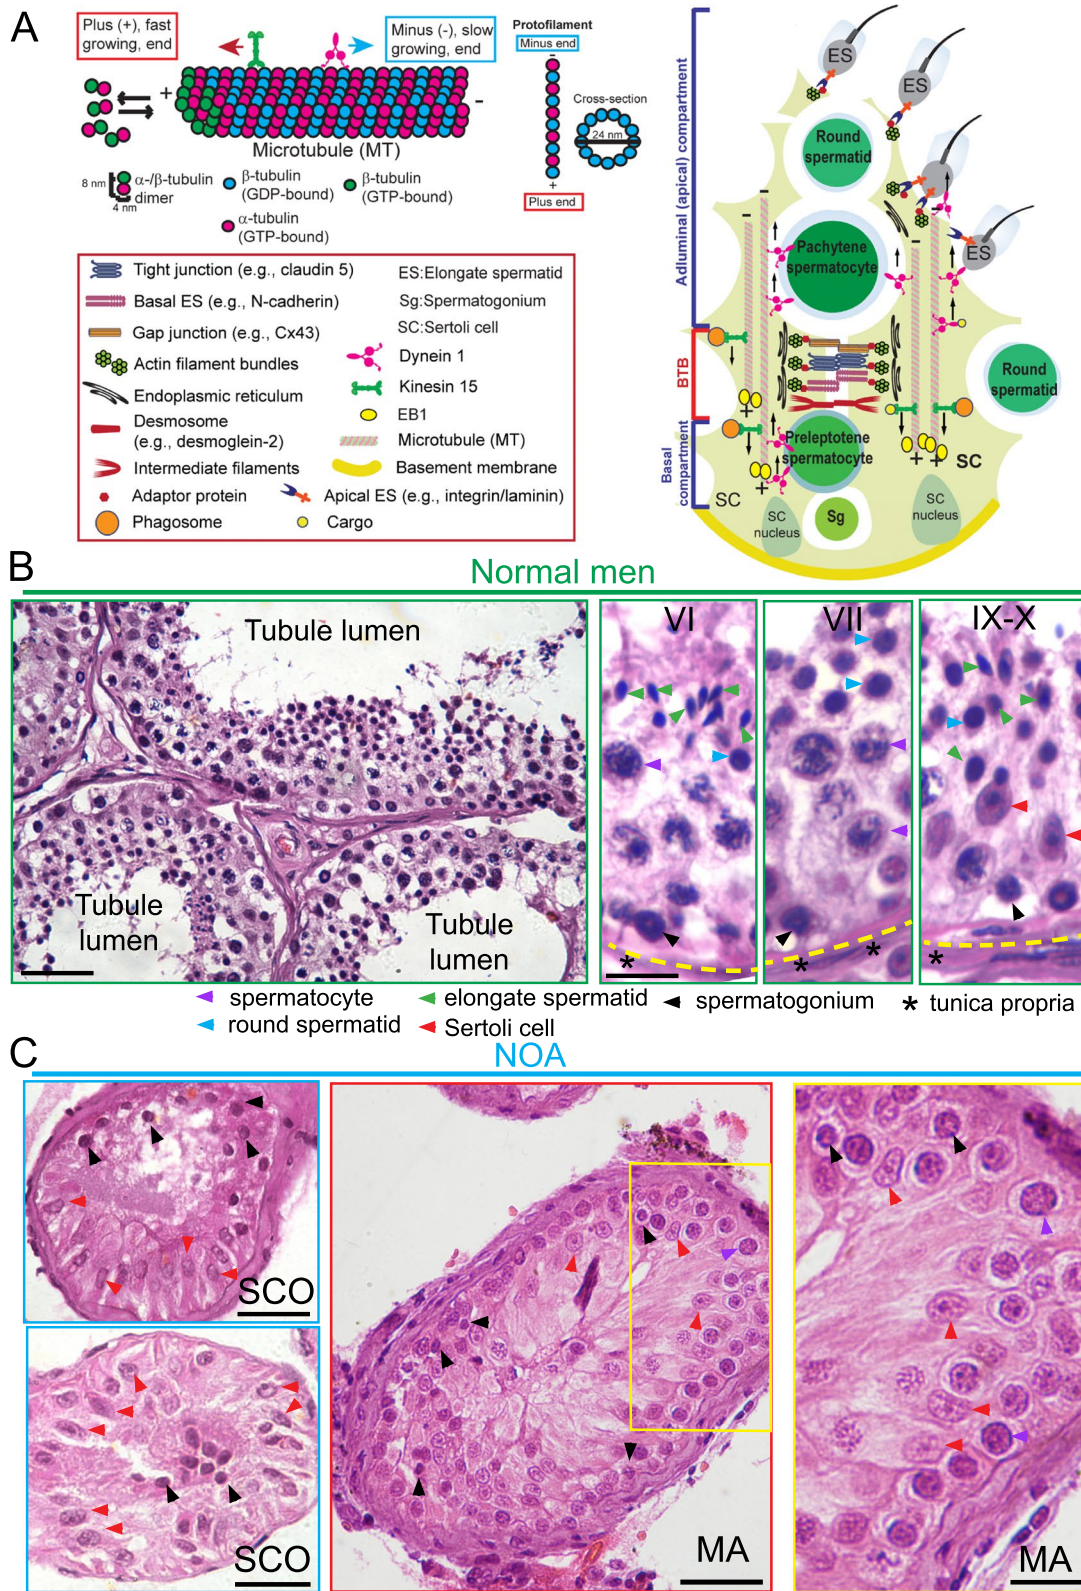 A
Plus (+), fast
growing, end
Minus (-), slow
growing, end
+
-
Microtubule (MT)
8 nm
4 nm
α-/β-tubulin
dimer
β-tubulin
(GDP-bound)
β-tubulin
(GTP-bound)
α-tubulin
(GTP-bound)
Protofilament
Minus end
-
+
Plus end
Cross-section
24 nm
Tight junction (e.g., claudin 5)
Basal ES (e.g., N-cadherin)
Gap junction (e.g., Cx43)
Actin filament bundles
Endoplasmic reticulum
Desmosome
(e.g., desmoglein-2)
Intermediate filaments
Adaptor protein
Phagosome
ES:Elongate spermatid
Sg:Spermatogonium
SC:Sertoli cell
Dynein 1
Kinesin 15
EB1
Microtubule (MT)
Basement membrane
Apical ES (e.g., integrin/laminin)
Cargo
Adluminal (apical) compartment
BTB
Basal
compartment
ES
ES
ES
Round
spermatid
Pachytene
spermatocyte
Round
spermatid
Preleptotene
spermatocyte
-
-
-
-
+
+
+
+
SC
SC
SC
nucleus
Sg
SC
nucleus
B
Normal men
Tubule lumen
Tubule
lumen
Tubule
lumen
VI
VII
IX-X
*
*
*
*
spermatocyte
elongate spermatid
spermatogonium
* tunica propria
round spermatid
Sertoli cell
C
NOA
SCO
SCO
MA
MA